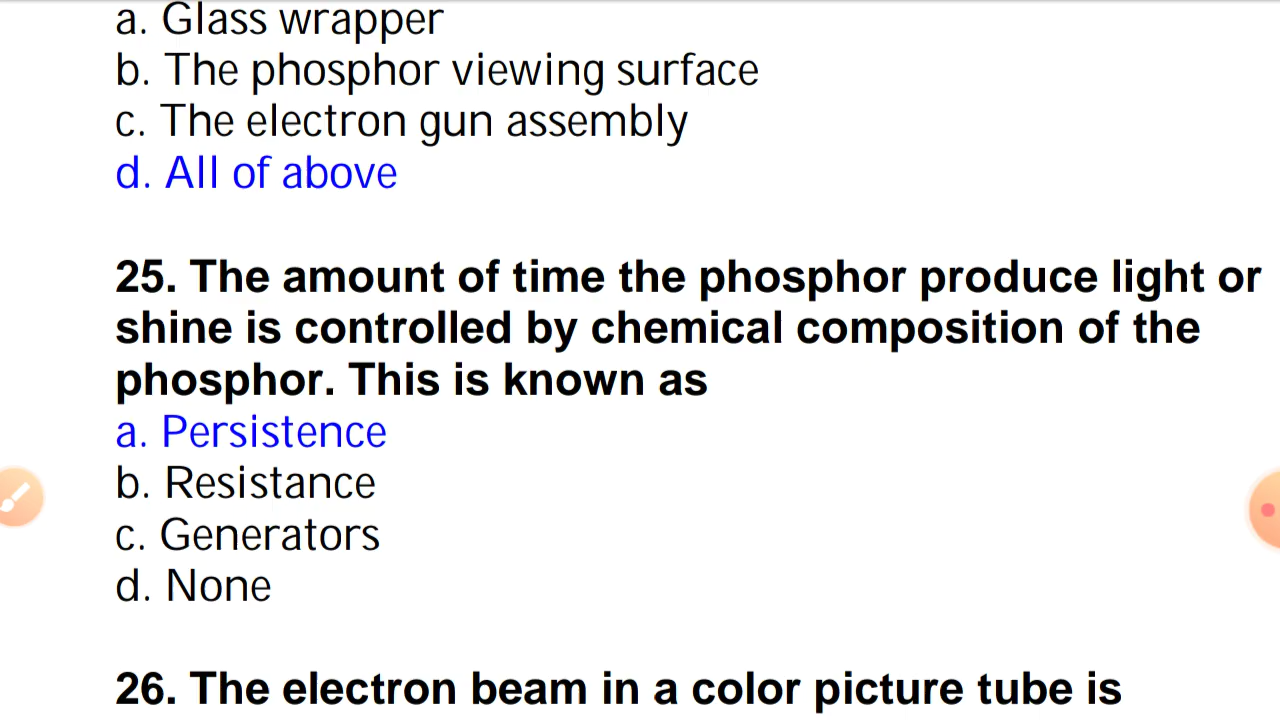 a. Glass wrapper
b. The phosphor viewing surface
c. The electron gun assembly
d. All of above
25. The amount of time the phosphor produce light or
shine is controlled by chemical composition of the
phosphor. This is known as
a. Persistence
b. Resistance
c. Generators
d. None
26. The electron beam in a color picture tube is